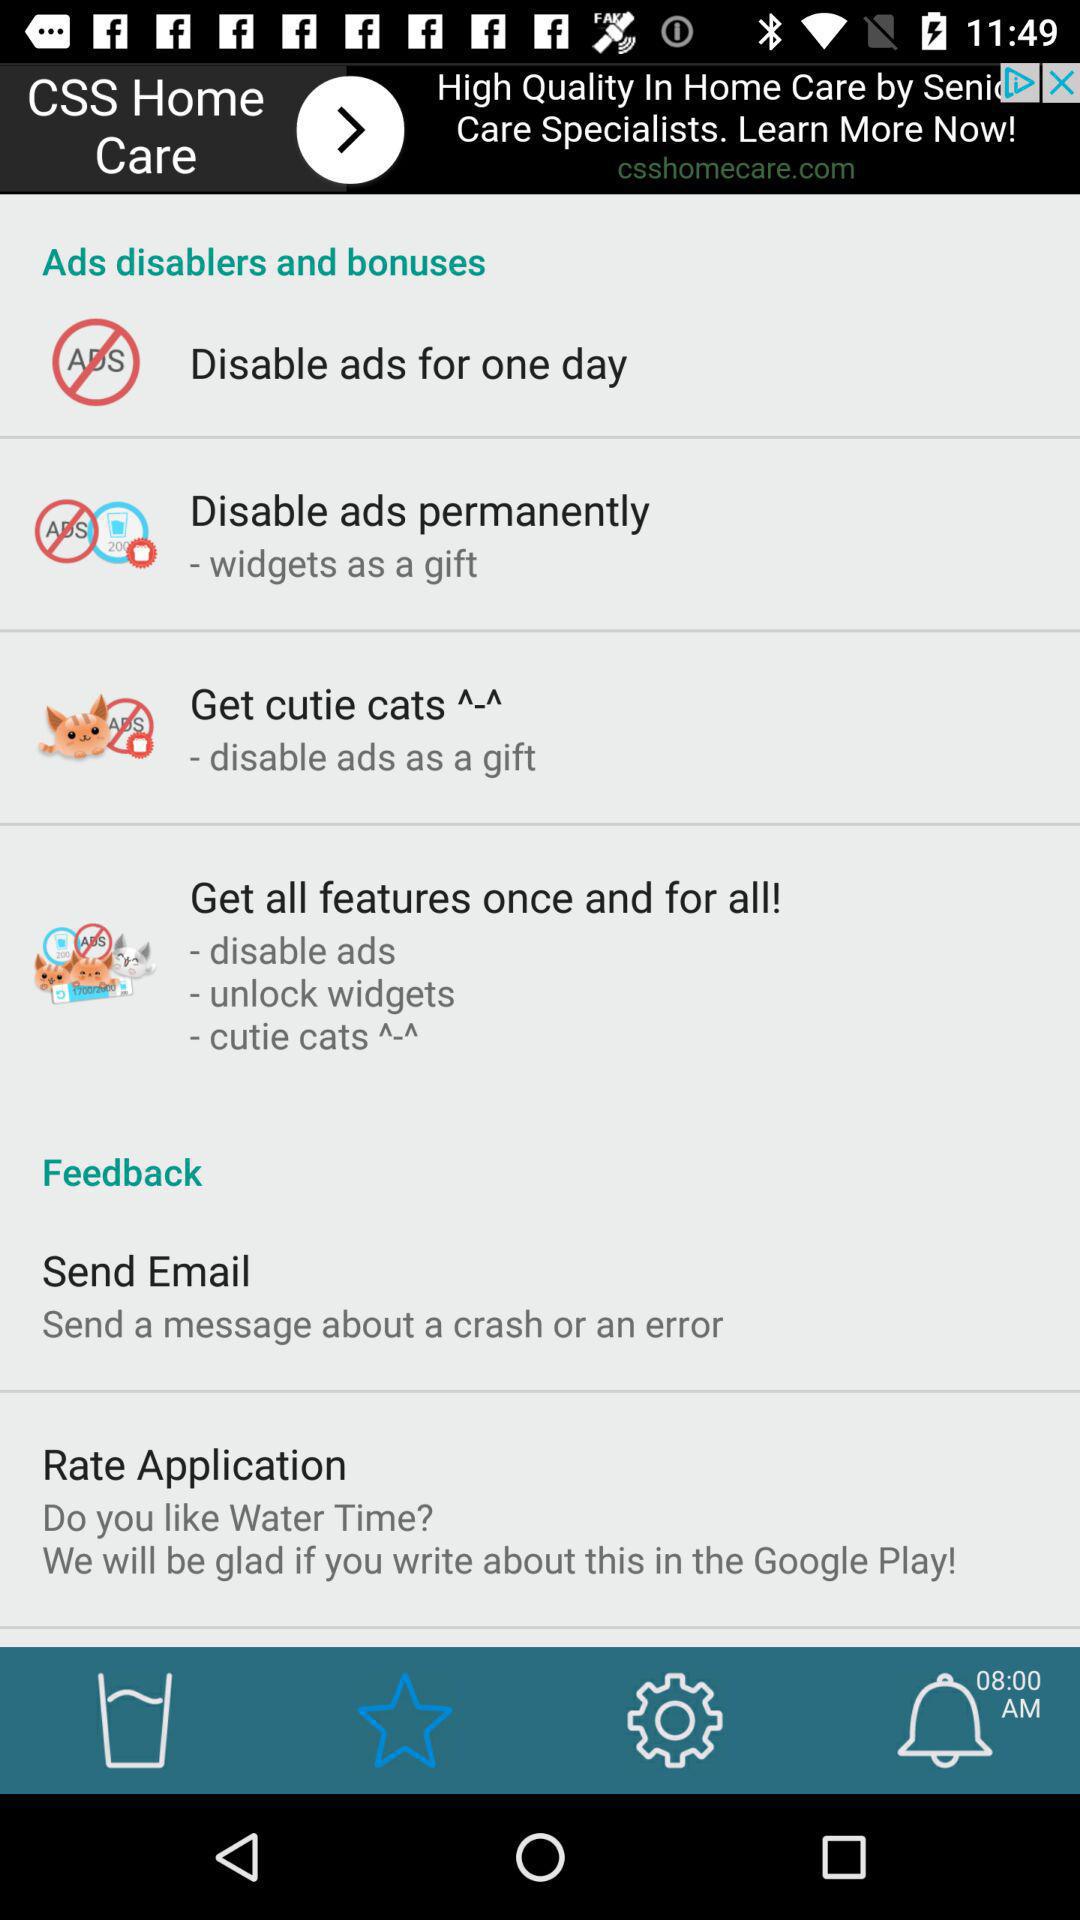 FAK
11:49
CSS Home
Care
High Quality In Home Care by Senio
Care Specialists. Learn More Now!
csshomecare.com
Ads disablers and bonuses
ADS
Disable ads for one day
ADS
200
Disable ads permanently
- widgets as a gift
ADS
Get cutie cats ^-^
- disable ads as a gift
Get all features once and for all!
ADS
200
1700/2000
- disable ads
- unlock widgets
- cutie cats ^-^
Feedback
Send Email
Send a message about a crash or an error
Rate Application
Do you like Water Time?
We will be glad if you write about this in the Google Play!
08:00
AM